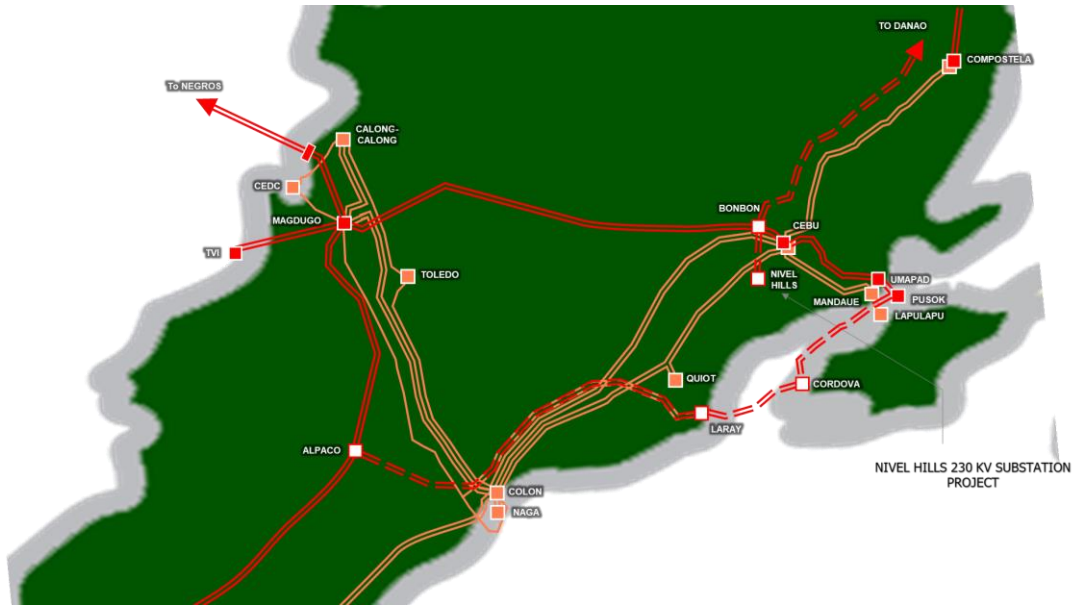 TO DANAO
COMPOSTELA
To NEGROS
CALONG-
CALONG
CEDC
MAGDUGO
BONBON
CEBU
TVI
TOLEDO
NIVEL
HILLS
UMAPAD
MANDAUE
PUSOK
LAPULAPU
QUIOT
CORDOVA
LARAY
ALPACO
NIVEL HILLS 230 KV SUBSTATION
PROJECT
COLON
NAGA